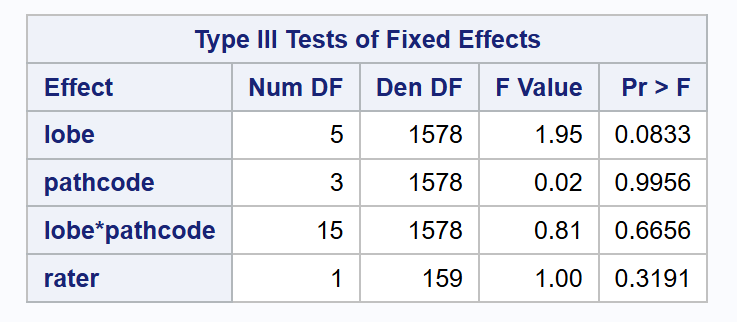 Type III Tests of Fixed Effects
Effect Num DF Den DF F Value Pr > F
lobe 5 1578 1.95 0.0833
pathcode 3 1578 0.02 0.9956
lobe*pathcode 15 1578 0.81 0.6656
rater 1 159 1.00 0.3191